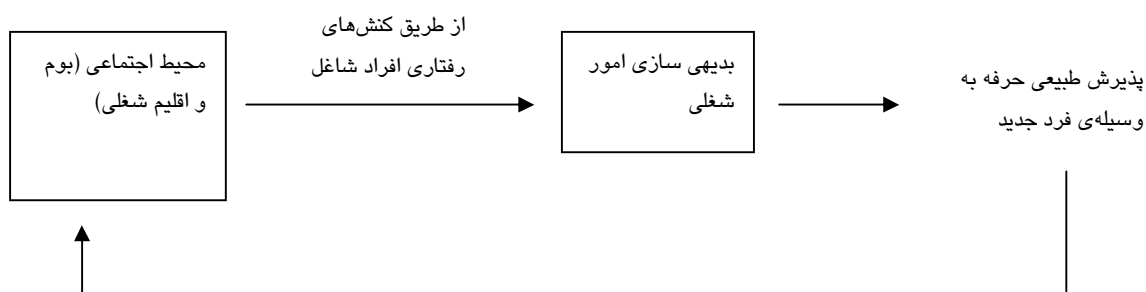 محیط اجتماعی (بوم
و اقلیم شغلی)
از طریق کنش‌های
رفتاری افراد شاغل
بدیهی سازی امور
شغلی
پذیرش طبیعی حرفه به
وسیله‌ی فرد جدید